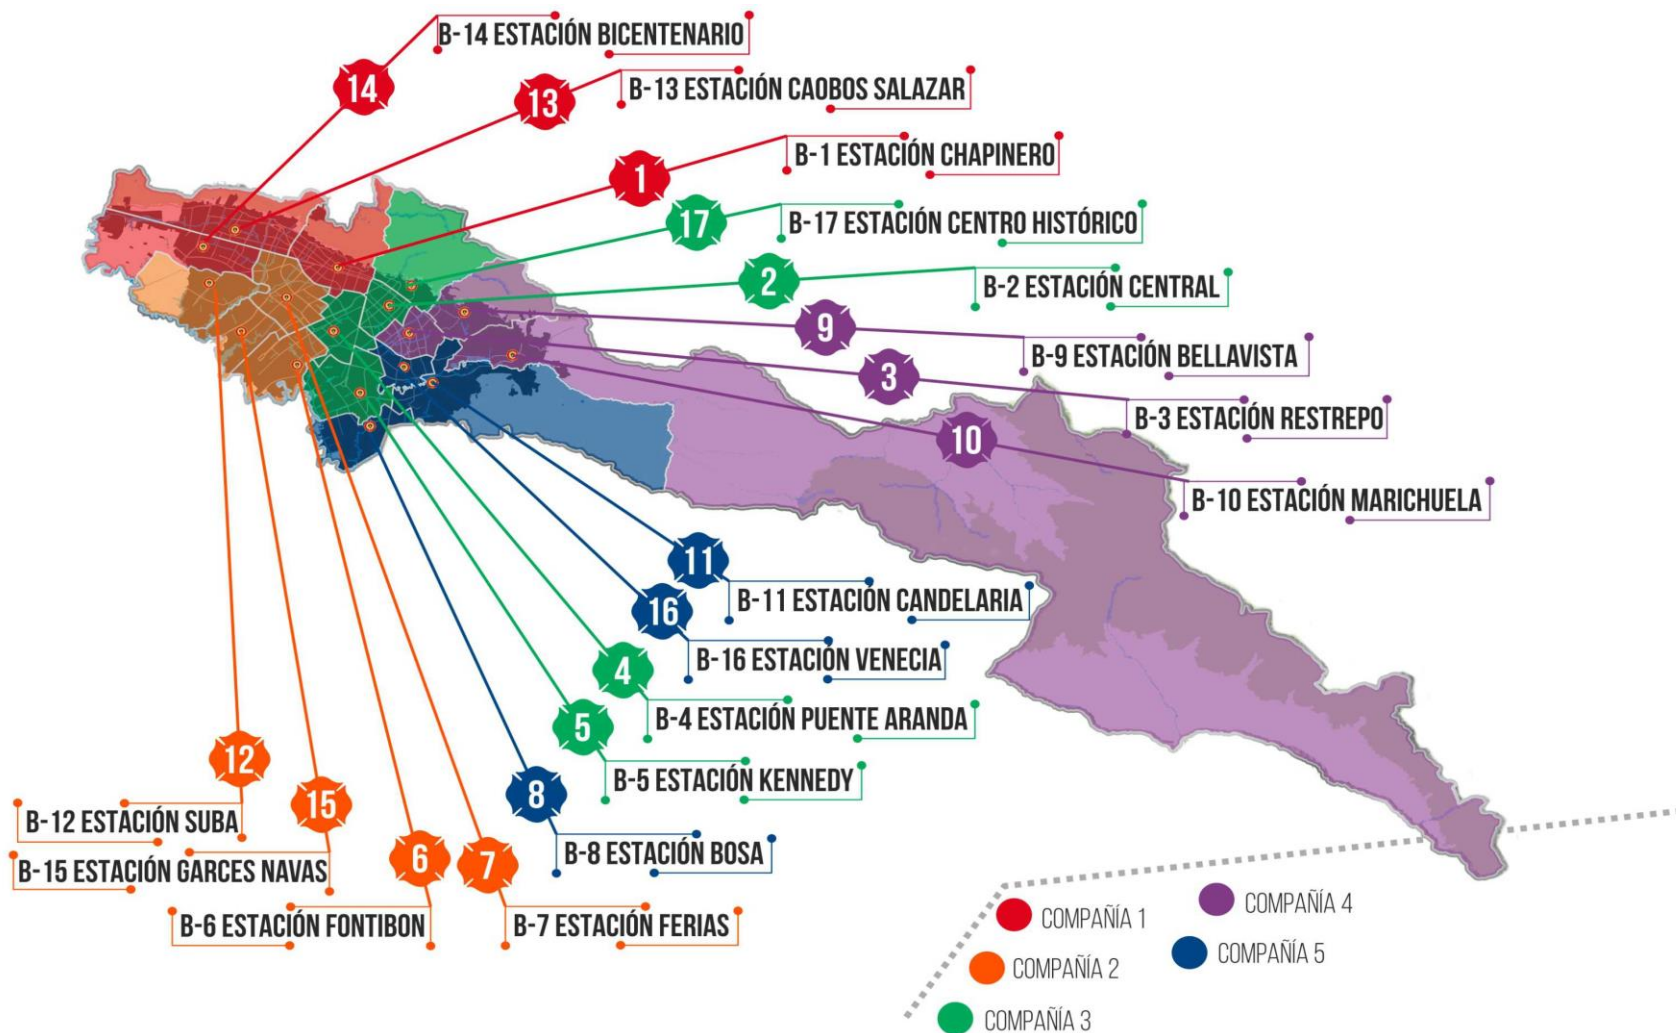 B-14 ESTACIÓN BICENTENARIO
14
B-13 ESTACIÓN CAOBOS SALAZAR
13
B-1 ESTACIÓN CHAPINERO
1
B-17 ESTACIÓN CENTRO HISTÓRICO
17
B-2 ESTACIÓN CENTRAL
2
B-9 ESTACIÓN BELLAVISTA
9
B-3 ESTACIÓN RESTREPO
3
B-10 ESTACIÓN MARICHUELA
10
11
B-11 ESTACIÓN CANDELARIA
16
B-16 ESTACIÓN VENECIA
4
B-4 ESTACIÓN PUENTE ARANDA
5
B-5 ESTACIÓN KENNEDY
8
B-8 ESTACIÓN BOSA
12
B-12 ESTACIÓN SUBA
15
B-15 ESTACIÓN GARCES NAVAS
6
B-6 ESTACIÓN FONTIBON
7
B-7 ESTACIÓN FERIAS
COMPAÑÍA 1
COMPAÑÍA 2
COMPAÑÍA 3
COMPAÑÍA 4
COMPAÑÍA 5